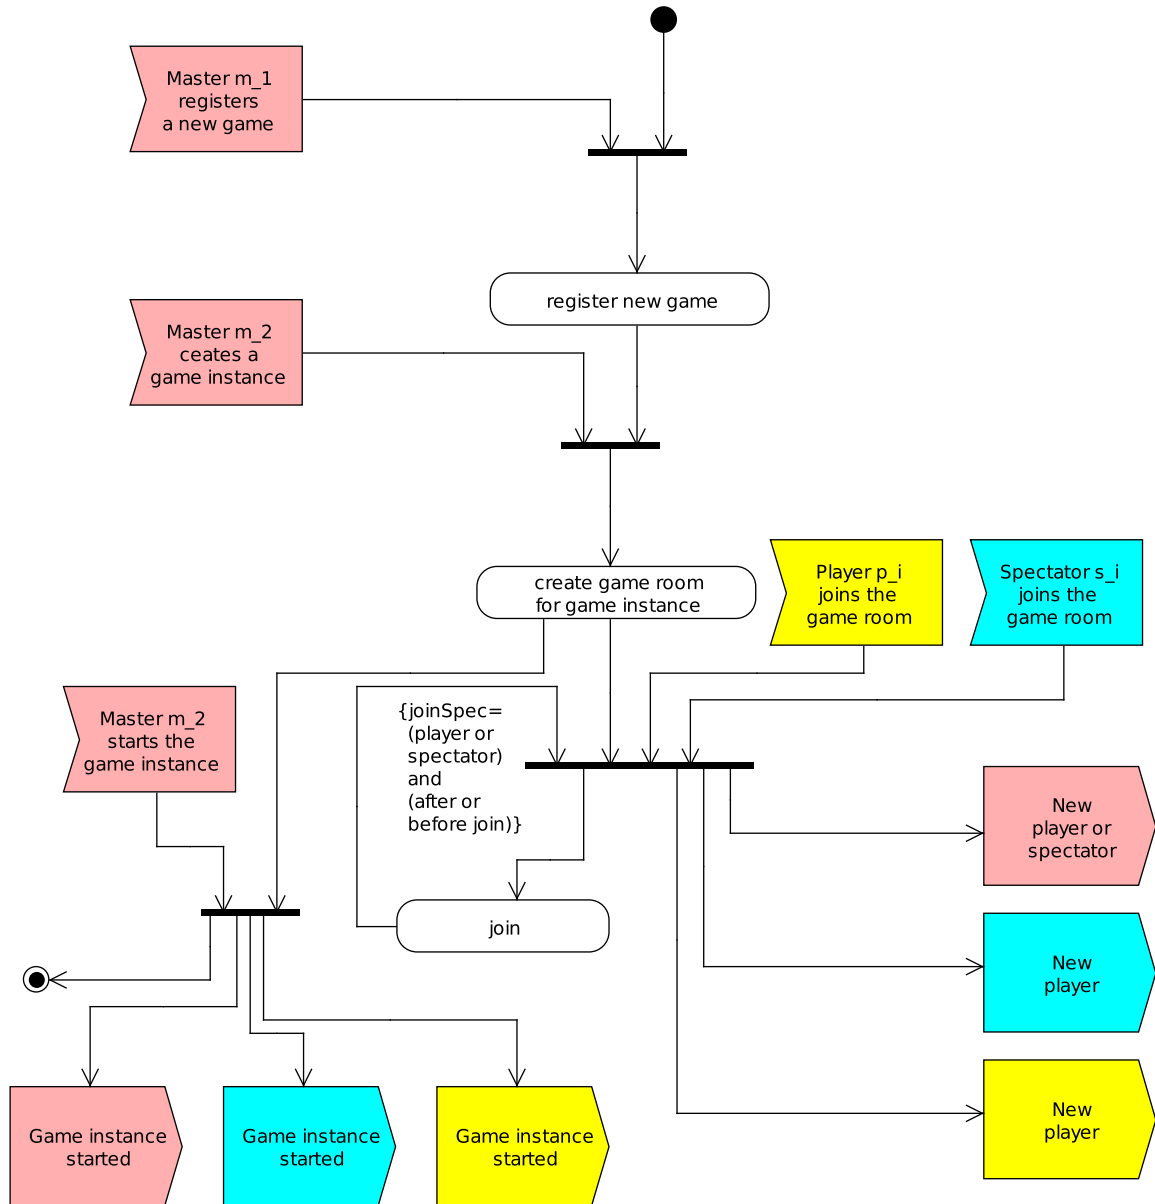 Master m_1
registers
a new game
register new game
Master m_2
ceates a
game instance
create game room
for game instance
Player p_i
joins the
game room
Spectator s_i
joins the
game room
Master m_2
starts the
game instance
{joinSpec=
(player or
spectator)
and
(after or
before join)}
New
player or
spectator
join
New
player
New
player
Game instance
started
Game instance
started
Game instance
started